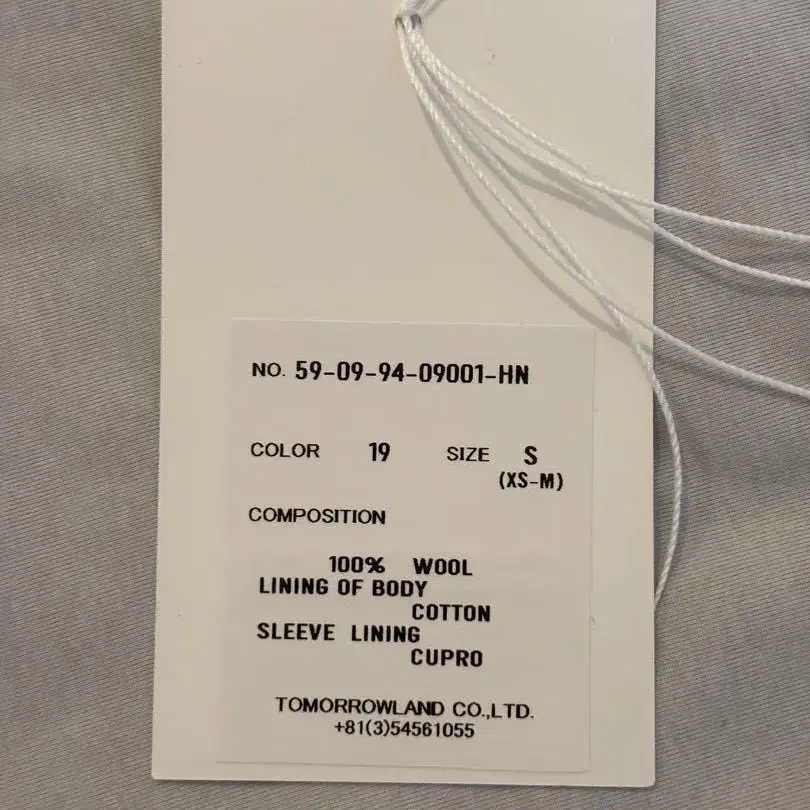 NO. 59-09-94-09001-HN
COLOR 19 SIZE S
(XS-M)
COMPOSITION
100% WOOL
LINING OF BODY
COTTON
SLEEVE LINING
CUPRO
TOMORROWLAND CO.,LTD.
+81(3)54561055